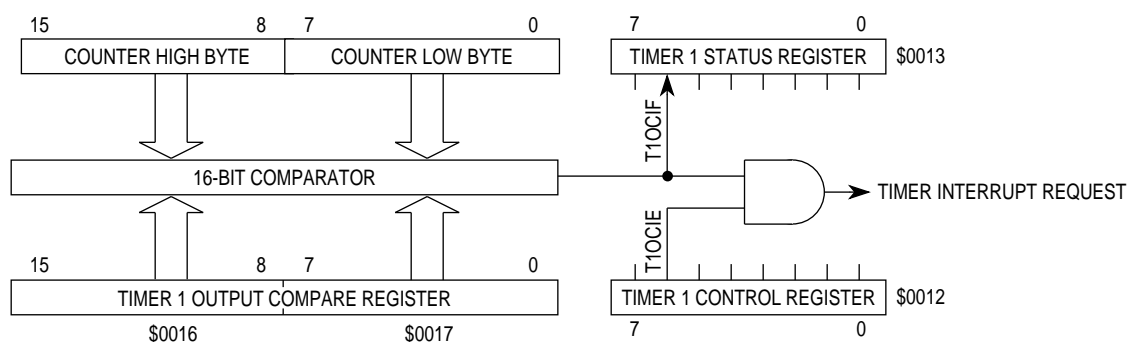 15 8 7 0 7 0
COUNTER HIGH BYTE COUNTER LOW BYTE TIMER 1 STATUS REGISTER $0013
T1OCIF
16-BIT COMPARATOR
TIMER INTERRUPT REQUEST
T1OCIE
15 8 7 0
TIMER 1 OUTPUT COMPARE REGISTER TIMER 1 CONTROL REGISTER $0012
$0016 $0017 7 0